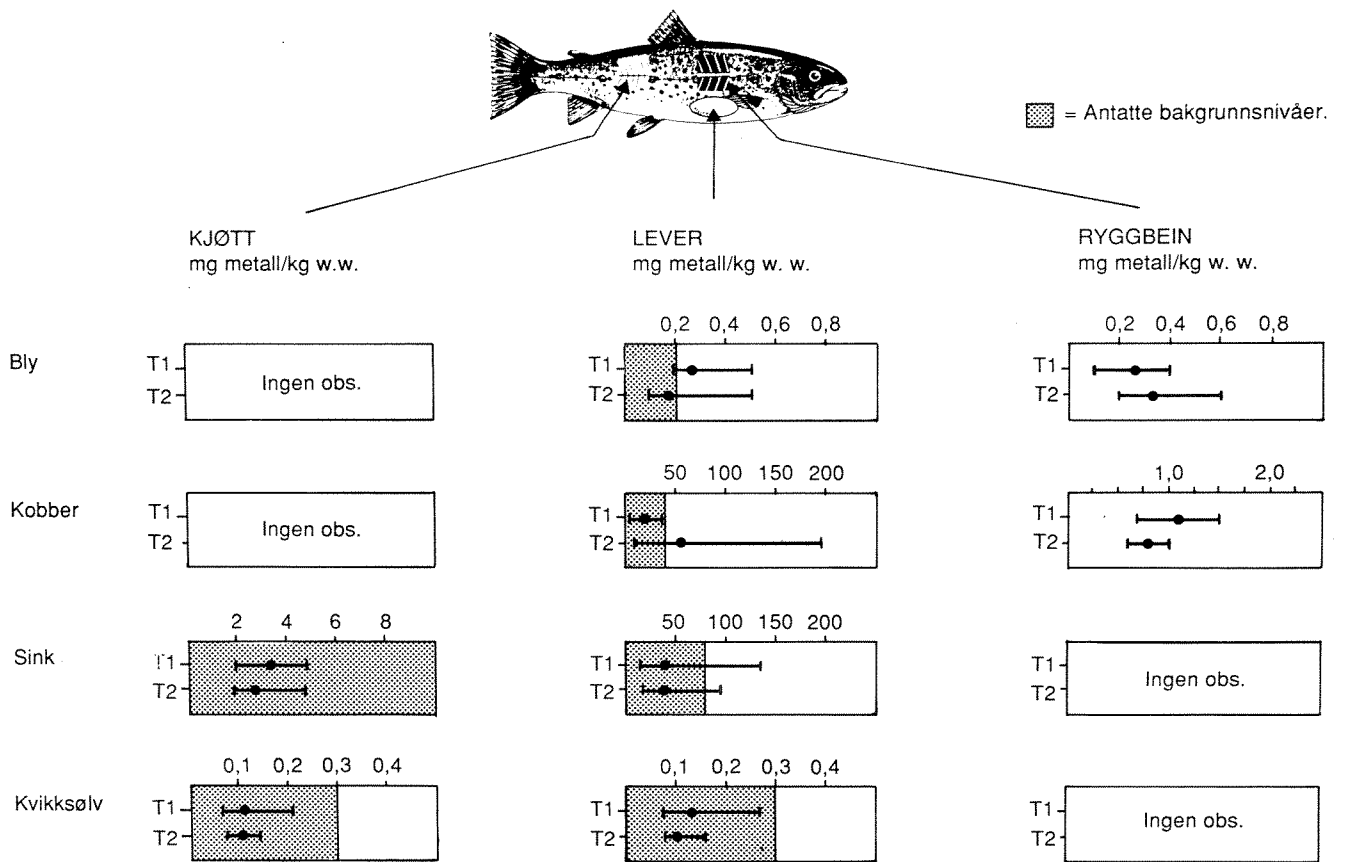 = Antatte bakgrunnsnivåer.
KJØTT
mg metall/kg w.w.
LEVER
mg metall/kg w. w.
RYGGBEIN
mg metall/kg w. w.
0,2 0,4 0,6 0,8
0,2 0,4 0,6 0,8
Bly
T1
T2
Ingen obs.
T1
T2
T1
T2
50 100 150 200
1,0 2,0
Kobber
T1
T2
Ingen obs.
T1
T2
T1
T2
2 4 6 8
50 100 150 200
Sink
T1
T2
T1
T2
T1
T2
Ingen obs.
0,1 0,2 0,3 0,4
0,1 0,2 0,3 0,4
Kvikksølv
T1
T2
T1
T2
T1
T2
Ingen obs.